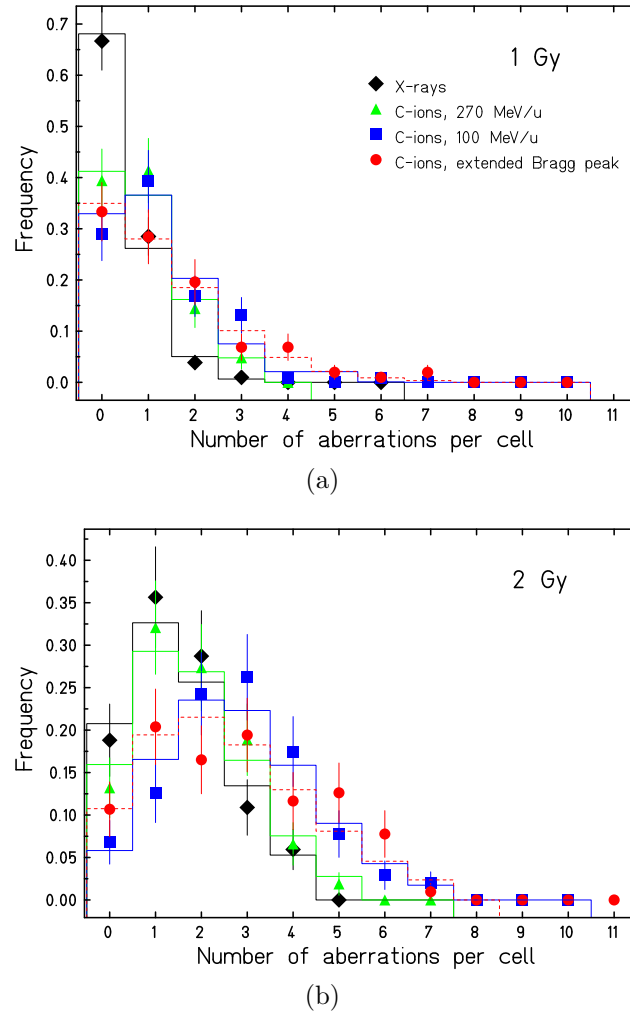 0.7
0.6
0.5
0.4
0.3
0.2
0.1
0.0
Frequency
1 Gy
X-rays
C-ions, 270 MeV/u
C-ions, 100 MeV/u
C-ions, extended Bragg peak
0 1 2 3 4 5 6 7 8 9 10 11
Number of aberrations per cell
(a)
0.40
0.35
0.30
0.25
0.20
0.15
0.10
0.05
0.00
Frequency
2 Gy
0 1 2 3 4 5 6 7 8 9 10 11
Number of aberrations per cell
(b)